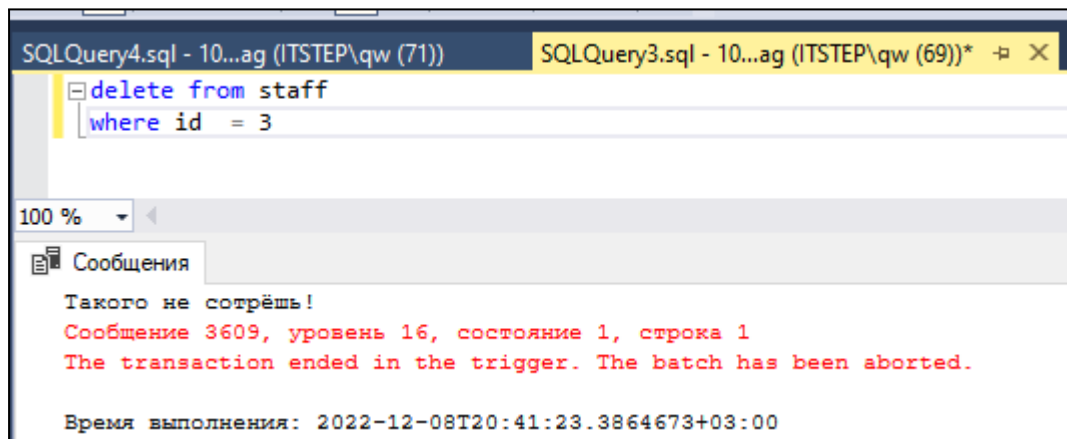 SQLQuery4.sql - 10...ag (ITSTEP\qw (71))
SQLQuery3.sql - 10...ag (ITSTEP\qw (69))*
delete from staff
where id  = 3
100 %
Сообщения
Такого не сотрёшь!
Сообщение 3609, уровень 16, состояние 1, строка 1
The transaction ended in the trigger. The batch has been aborted.
Время выполнения: 2022-12-08T20:41:23.3864673+03:00